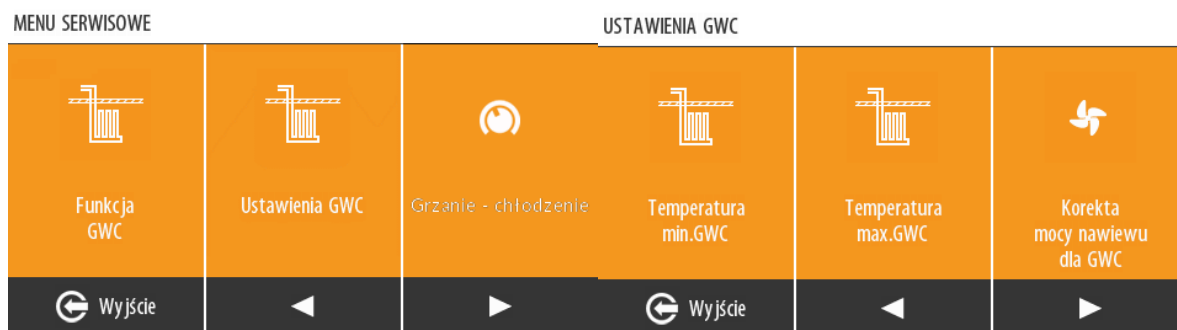 MENU SERWISOWE
Funkcja
GWC
Ustawienia GWC
Grzanie - chłodzenie
Wyjście
USTAWIENIA GWC
Temperatura
min.GWC
Temperatura
max.GWC
Korekta
mocy nawiewu
dla GWC
Wyjście